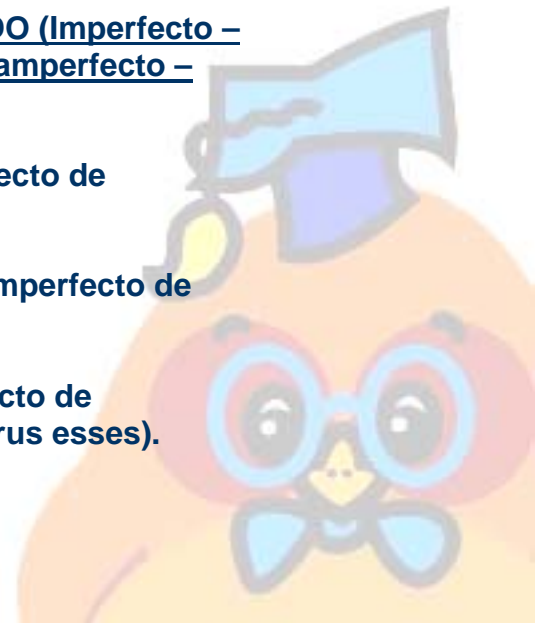 DO (Imperfecto –
amperfecto –
ecto de
mperfecto de
cto de
rus esses).